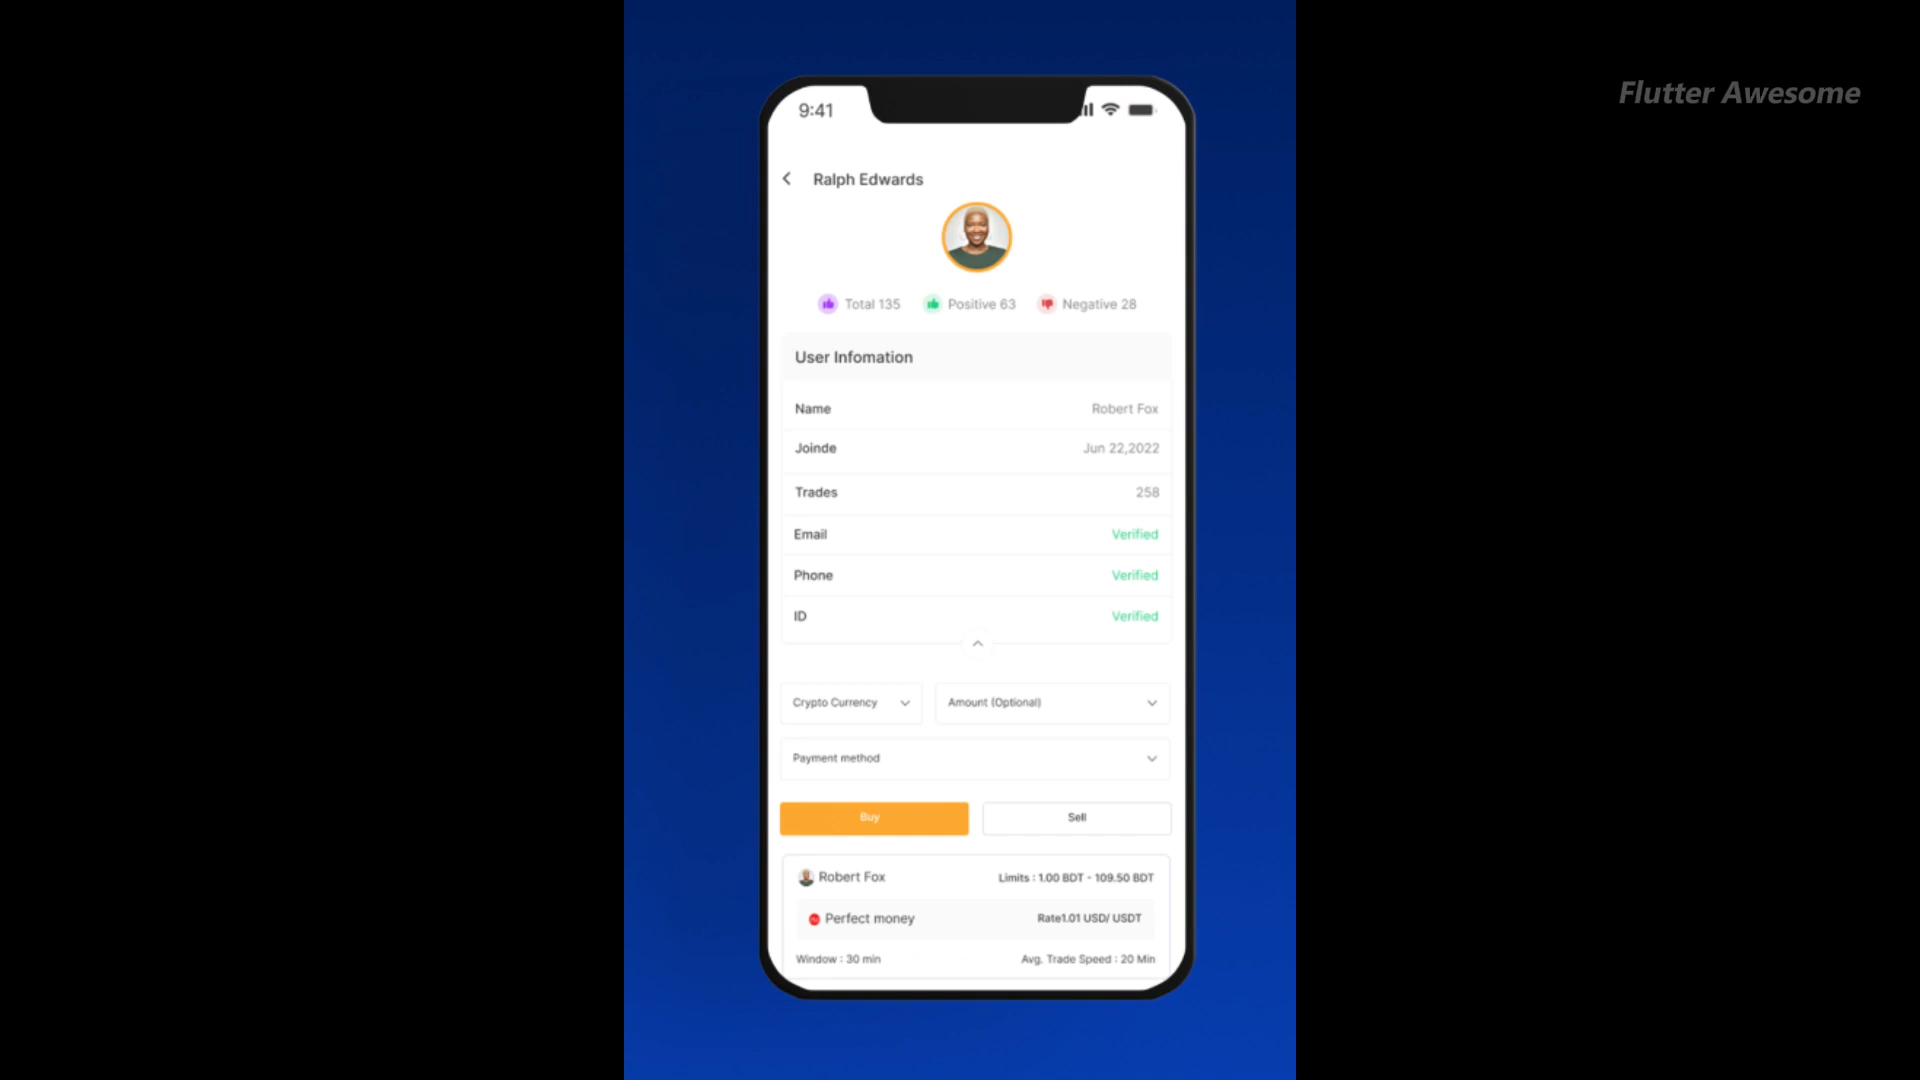 Flutter Awesome
9:41
Ralph Edwards
Total 135 Positive 63 Negative 28
User Infomation
Name Robert Fox
Joinde Jun 22,2022
Trades 258
Email Verified
Phone Verified
ID Verified
Crypto Currency Amount (Optional)
Payment method
Buy Sell
Robert Fox Limits : 1.00 BDT - 109.50 BDT
Perfect money Rate1.01 USD/ USDT
Window : 30 min Avg. Trade Speed : 20 Min